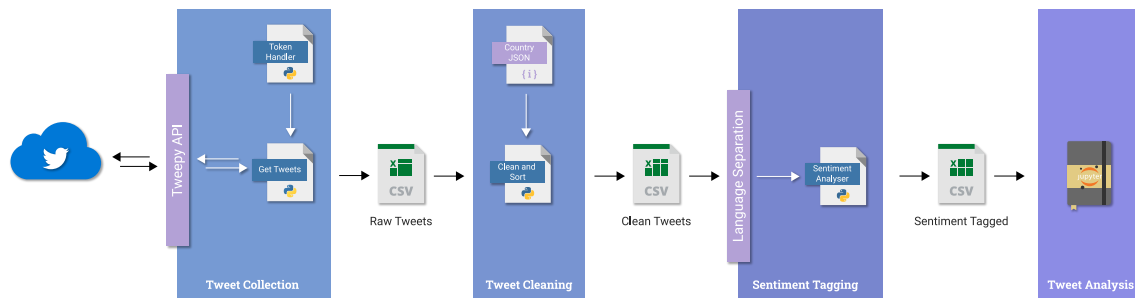 Token
Handler
Tweepy API
Get Tweets
Tweet Collection
CSV
Raw Tweets
Country
JSON
{i}
Clean and
Sort
Tweet Cleaning
CSV
Clean Tweets
Language Separation
Sentiment
Analyser
Sentiment Tagging
CSV
Sentiment Tagged
jupyter
Tweet Analysis